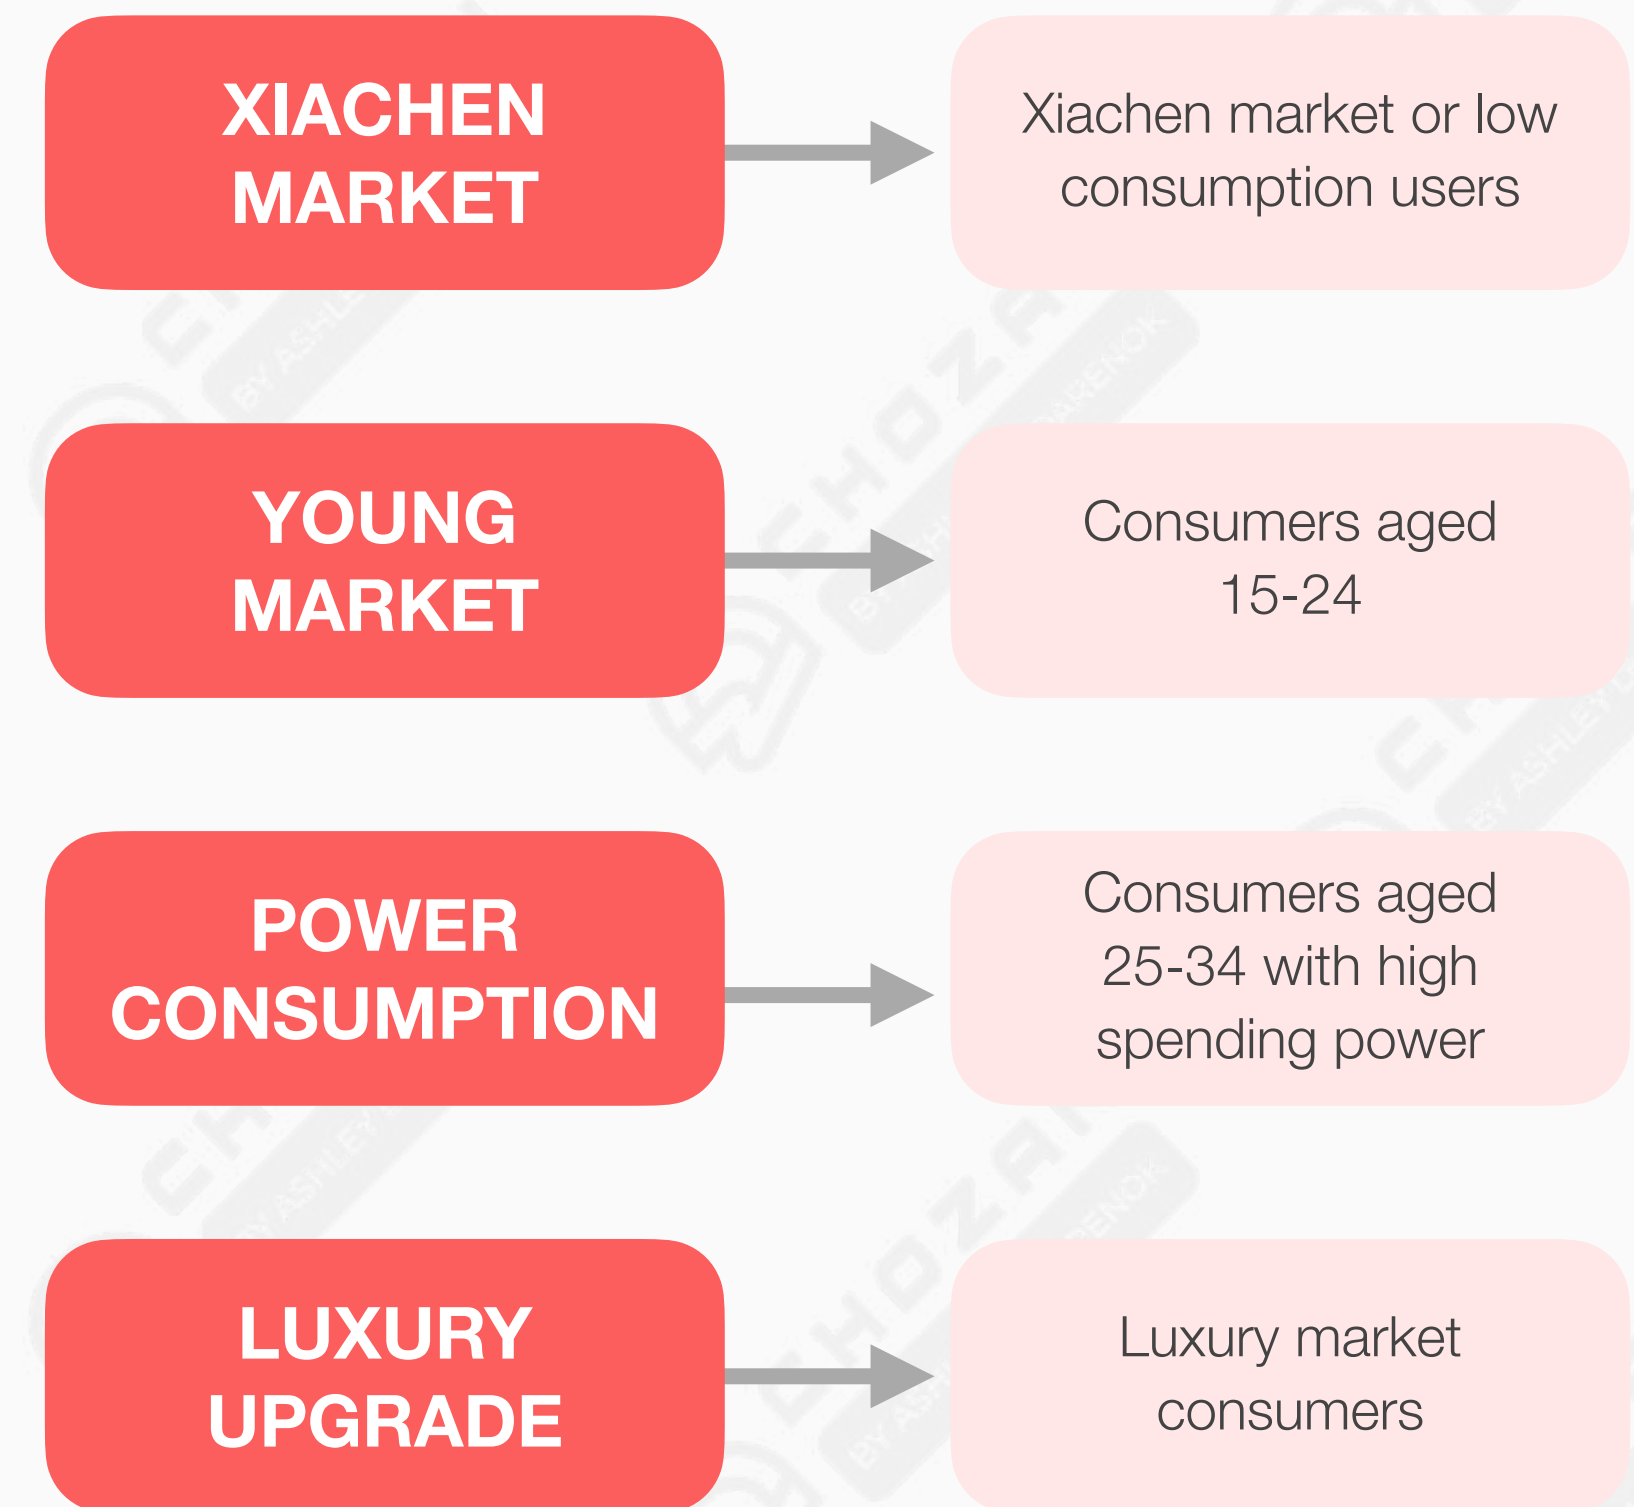 XIACHEN
MARKET
Xiachen market or low
consumption users
YOUNG
MARKET
Consumers aged
15-24
POWER
CONSUMPTION
Consumers aged
25-34 with high
spending power
LUXURY
UPGRADE
Luxury market
consumers